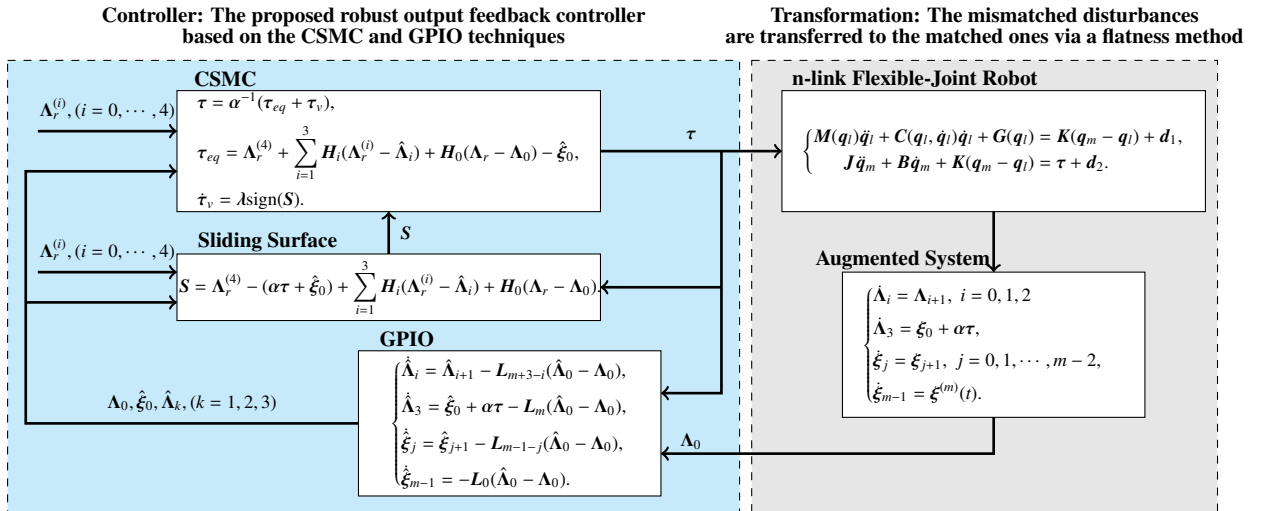 Controller: The proposed robust output feedback controller
based on the CSMC and GPIO techniques
Transformation: The mismatched disturbances
are transferred to the matched ones via a flatness method
CSMC
Λ_r^{(i)}, (i = 0, ⋯ , 4)
τ = α^{-1}(τ_{eq} + τ_v),
τ_{eq} = Λ_r^{(4)} + ∑_{i=1}^{3} H_i(Λ_r^{(i)} − Λ̂_i) + H_0(Λ_r − Λ_0) − ξ̂_0,
τ̇_v = λsign(S).
τ
S
Sliding Surface
Λ_r^{(i)}, (i = 0, ⋯ , 4)
S = Λ_r^{(4)} − (ατ + ξ̂_0) + ∑_{i=1}^{3} H_i(Λ_r^{(i)} − Λ̂_i) + H_0(Λ_r − Λ_0).
GPIO
Λ̂̇_i = Λ̂_{i+1} − L_{m+3−i}(Λ̂_0 − Λ_0),
Λ̂̇_3 = ξ̂_0 + ατ − L_m(Λ̂_0 − Λ_0),
ξ̂̇_j = ξ̂_{j+1} − L_{m−1−j}(Λ̂_0 − Λ_0),
ξ̂̇_{m−1} = −L_0(Λ̂_0 − Λ_0).
Λ_0, ξ̂_0, Λ̂_k, (k = 1, 2, 3)
Λ_0
n-link Flexible-Joint Robot
M(q_l)q̈_l + C(q_l, q̇_l)q̇_l + G(q_l) = K(q_m − q_l) + d_1,
Jq̈_m + Bq̇_m + K(q_m − q_l) = τ + d_2.
Augmented System
Λ̇_i = Λ_{i+1}, i = 0, 1, 2
Λ̇_3 = ξ_0 + ατ,
ξ̇_j = ξ_{j+1}, j = 0, 1, ⋯ , m − 2,
ξ̇_{m−1} = ξ^{(m)}(t).